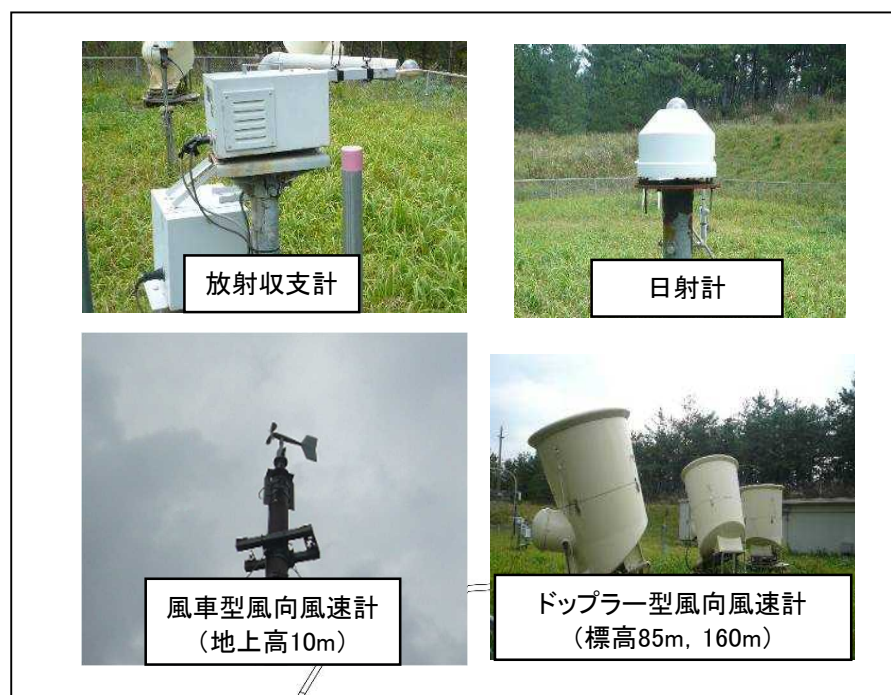 放射収支計
日射計
風車型風向風速計
（地上高10m）
ドップラー型風向風速計
（標高85m，160m）